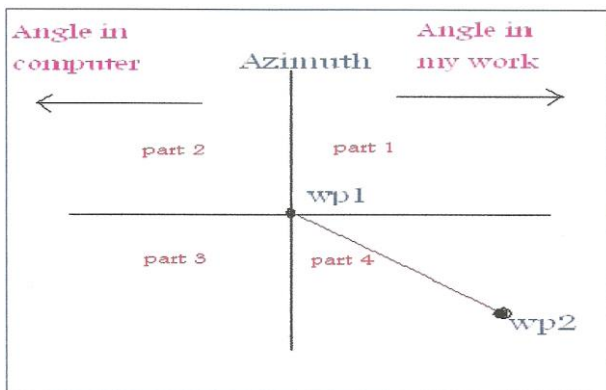 Angle in
computer
Azimuth
Angle in
my work
part 2
part 1
wp1
part 3
part 4
wp2